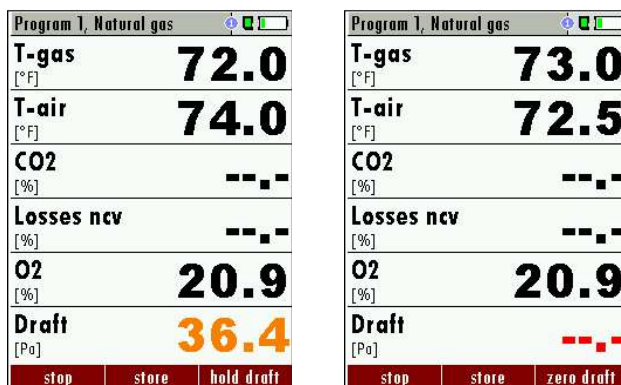 Program 1, Natural gas
T-gas 72.0
[°F]
T-air 74.0
[°F]
CO2 --.-
[%]
Losses ncv --.-
[%]
O2 20.9
[%]
Draft 36.4
[Pa]
stop store hold draft
Program 1, Natural gas
T-gas 73.0
[°F]
T-air 72.5
[°F]
CO2 --.-
[%]
Losses ncv --.-
[%]
O2 20.9
[%]
Draft --.-
[Pa]
stop store zero draft